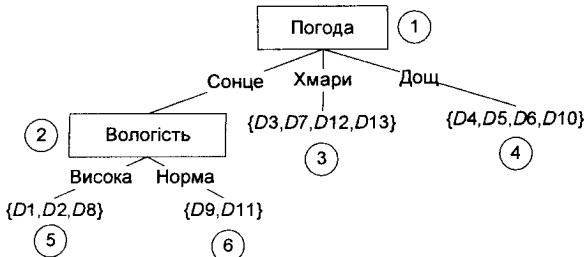 Погода 1
Сонце Хмари Дощ
2 Вологість {D3,D7,D12,D13} {D4,D5,D6,D10}
3 4
Висока Норма
{D1,D2,D8} {D9,D11}
5 6